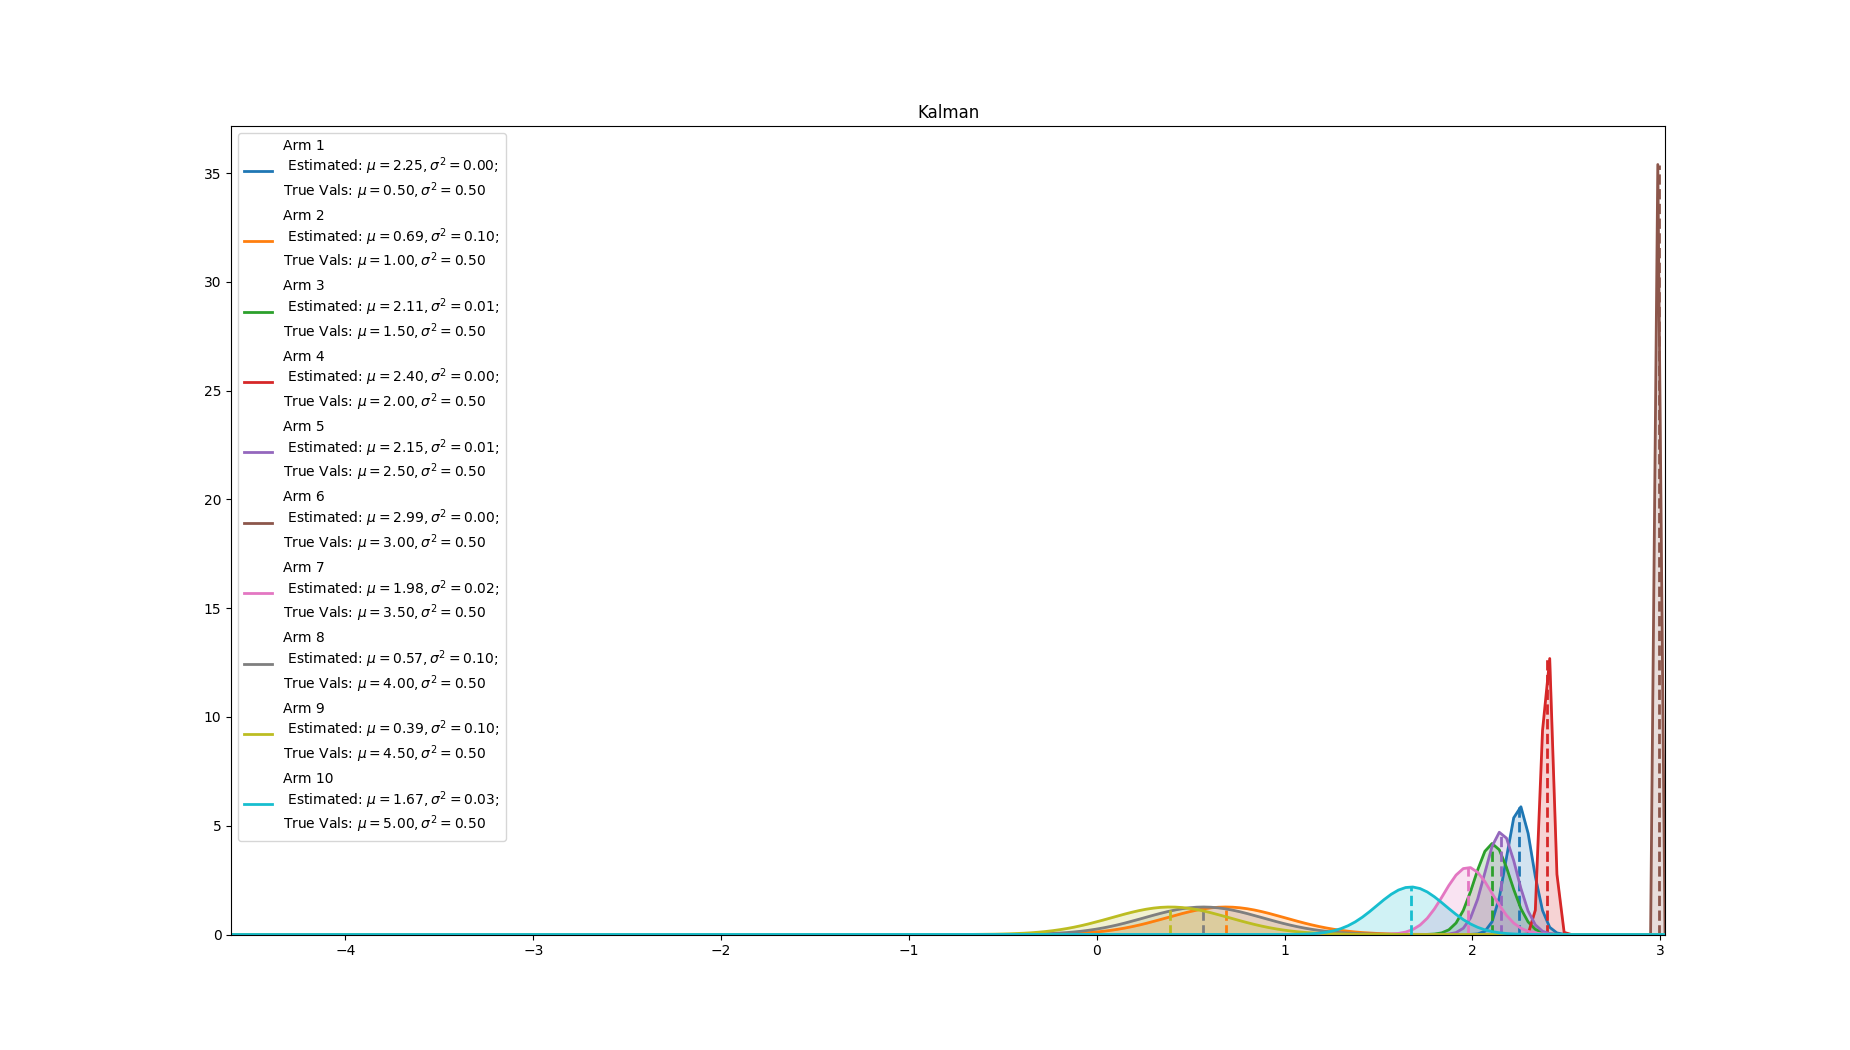 Kalman
35
30
25
20
15
10
5
0
Arm 1
Estimated: μ = 2.25, σ² = 0.00;
True Vals: μ = 0.50, σ² = 0.50
Arm 2
Estimated: μ = 0.69, σ² = 0.10;
True Vals: μ = 1.00, σ² = 0.50
Arm 3
Estimated: μ = 2.11, σ² = 0.01;
True Vals: μ = 1.50, σ² = 0.50
Arm 4
Estimated: μ = 2.40, σ² = 0.00;
True Vals: μ = 2.00, σ² = 0.50
Arm 5
Estimated: μ = 2.15, σ² = 0.01;
True Vals: μ = 2.50, σ² = 0.50
Arm 6
Estimated: μ = 2.99, σ² = 0.00;
True Vals: μ = 3.00, σ² = 0.50
Arm 7
Estimated: μ = 1.98, σ² = 0.02;
True Vals: μ = 3.50, σ² = 0.50
Arm 8
Estimated: μ = 0.57, σ² = 0.10;
True Vals: μ = 4.00, σ² = 0.50
Arm 9
Estimated: μ = 0.39, σ² = 0.10;
True Vals: μ = 4.50, σ² = 0.50
Arm 10
Estimated: μ = 1.67, σ² = 0.03;
True Vals: μ = 5.00, σ² = 0.50
−4 −3 −2 −1 0 1 2 3